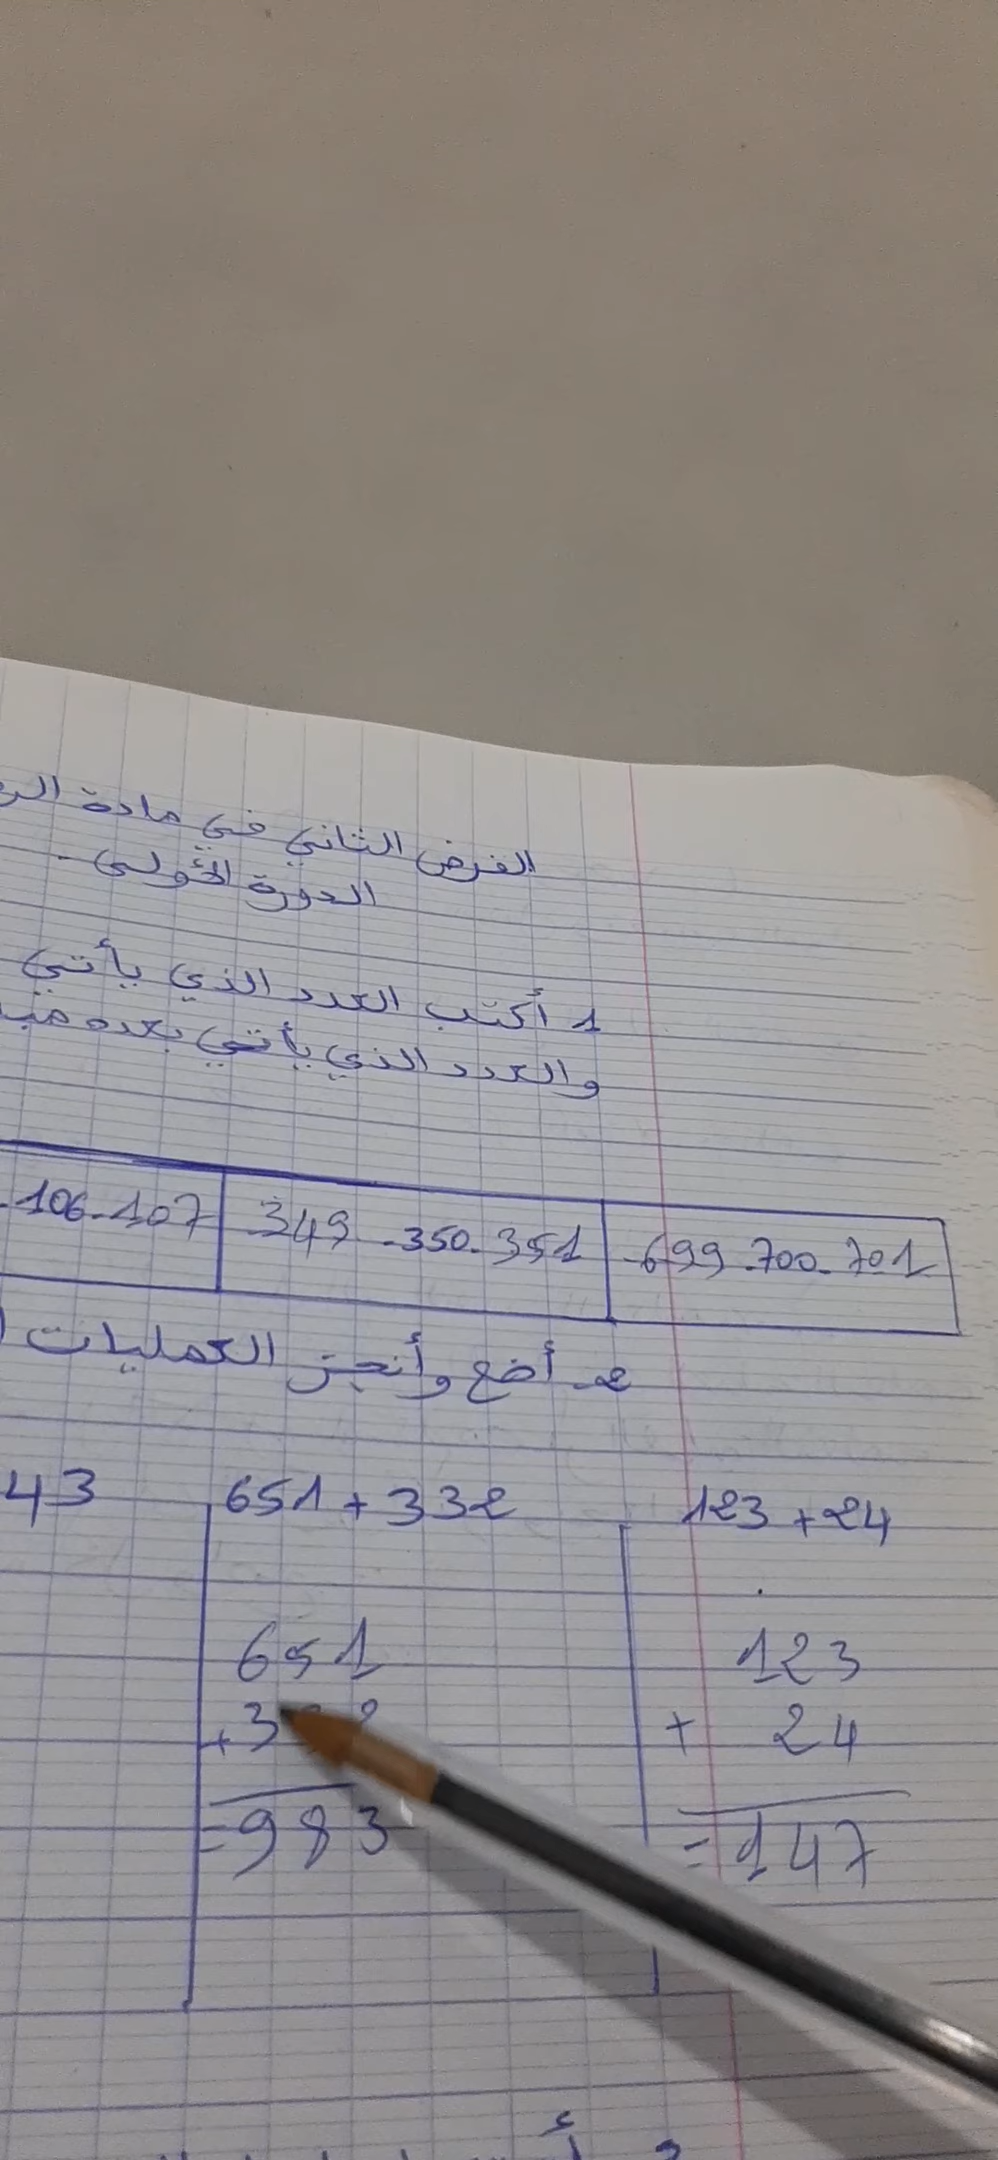 الفرض الثاني في مادة
الدورة الأولى
1 أكتب العدد الذي يأتي
والعدد الذي يأتي بعده
106-107 349-350-351 699-700-701
2- أضع وأنجز العمليات
43 651+332 123+24
651 123
+332 + 24
=983 =147